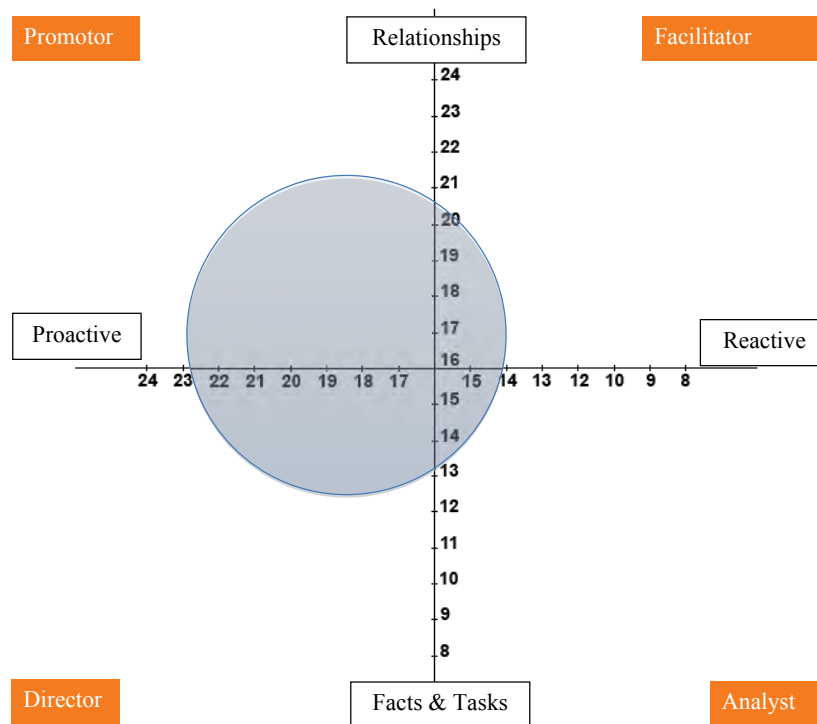 Promotor
Relationships
Facilitator
24
23
22
21
20
19
18
17
Proactive
Reactive
16
24 23 22 21 20 19 18 17 15 14 13 12 11 10 9 8
15
14
13
12
11
10
9
8
Director
Facts & Tasks
Analyst